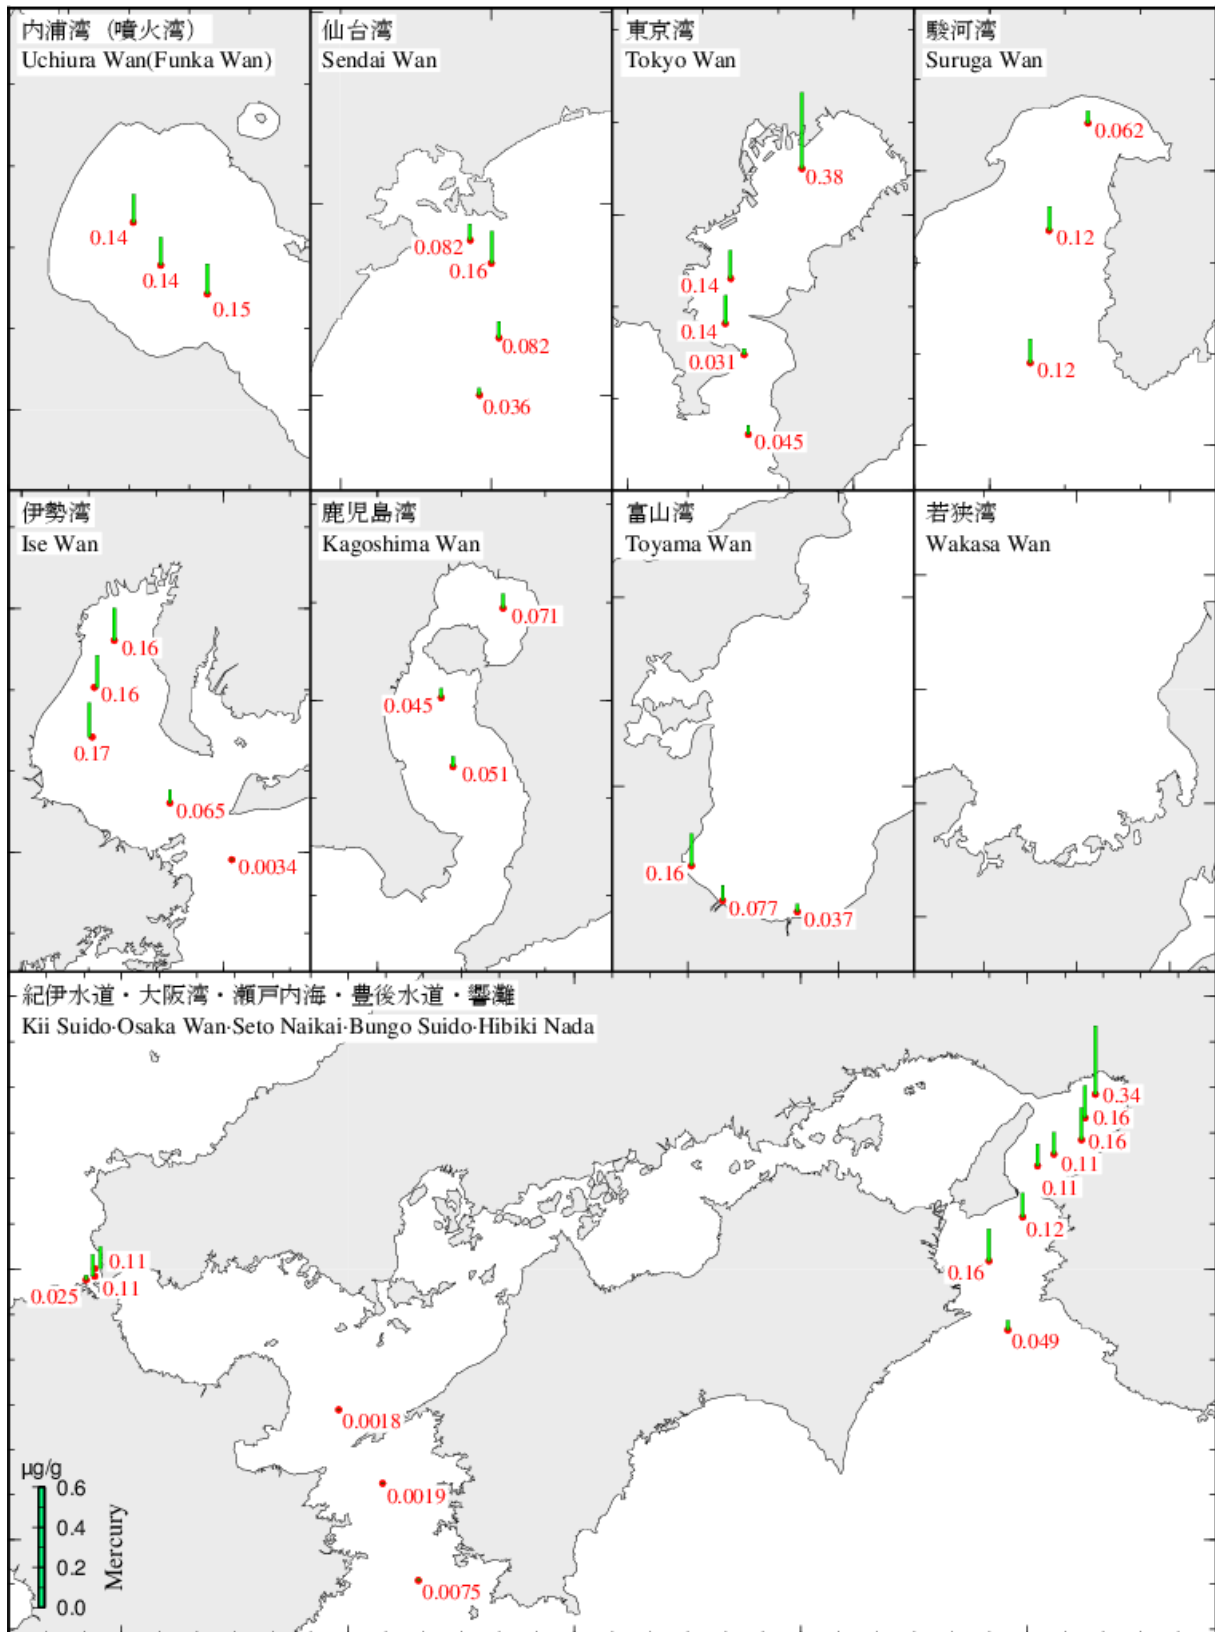 内浦湾（噴火湾）
Uchiura Wan(Funka Wan)
0.14
0.14
0.15
仙台湾
Sendai Wan
0.082
0.16
0.082
0.036
東京湾
Tokyo Wan
0.38
0.14
0.14
0.031
0.045
駿河湾
Suruga Wan
0.062
0.12
0.12
伊勢湾
Ise Wan
0.16
0.16
0.17
0.065
0.0034
鹿児島湾
Kagoshima Wan
0.071
0.045
0.051
富山湾
Toyama Wan
0.16
0.077
0.037
若狭湾
Wakasa Wan
紀伊水道・大阪湾・瀬戸内海・豊後水道・響灘
Kii Suido·Osaka Wan·Seto Naikai·Bungo Suido·Hibiki Nada
0.34
0.16
0.16
0.11
0.11
0.12
0.16
0.049
0.11
0.11
0.025
0.0018
0.0019
0.0075
µg/g
0.6
0.4
0.2
0.0
Mercury